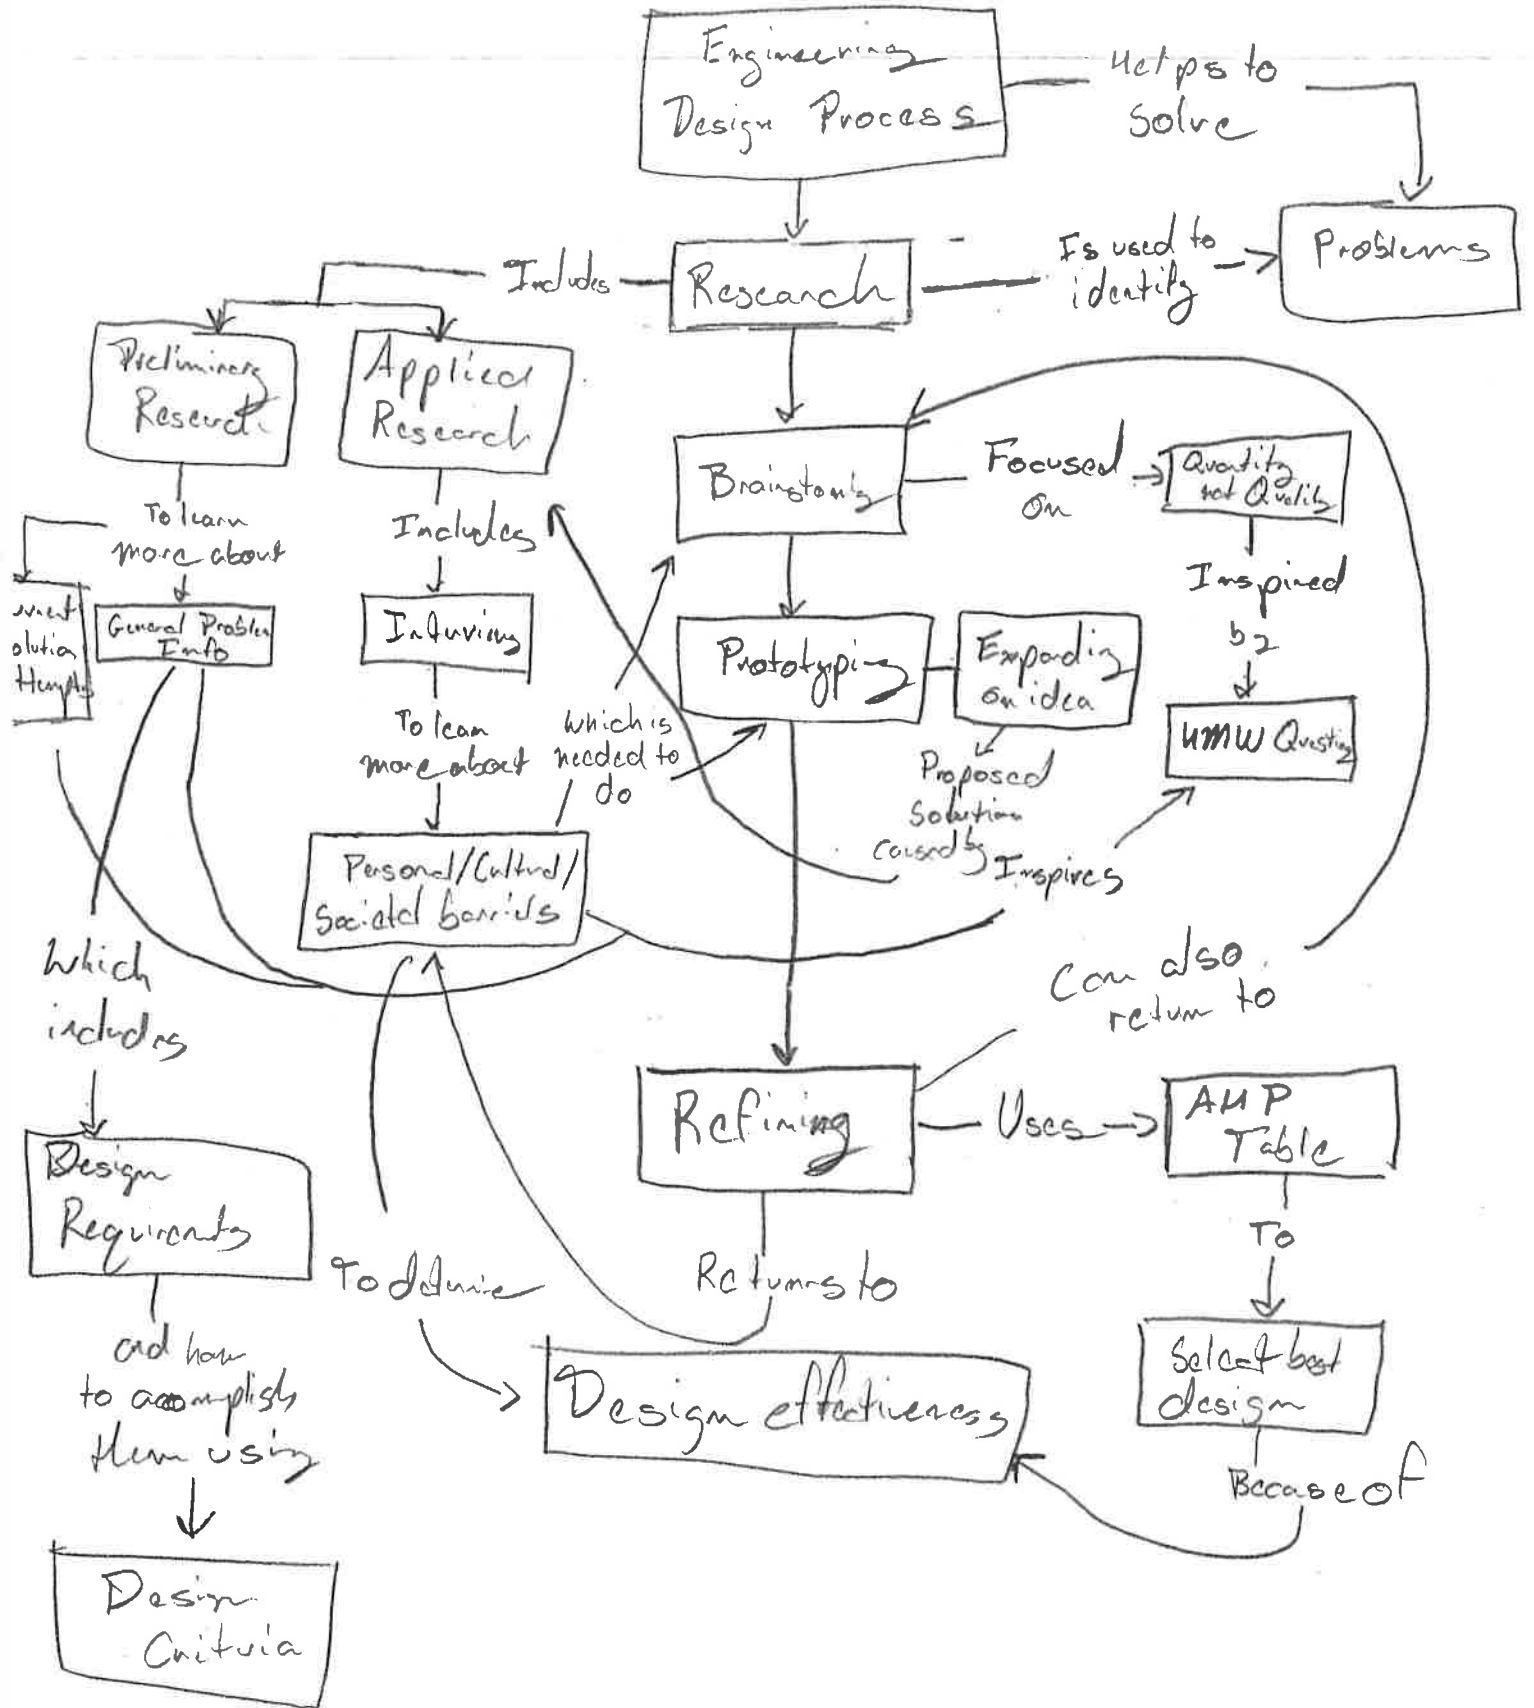 Engineering
Design Process
Helps to
Solve
Problems
Research
Is used to
identify
Includes
Preliminary
Research
Applied
Research
Brainstorming
Focused
on
Quantity
not Quality
Inspired
by
HMW Questions
To learn
more about
General Problem
Info
urrent
olution
ttempts
Includes
To learn
more about
Personal/Cultural/
Societal barriers
which is
needed to
do
Prototyping
Expanding
on idea
Proposed
Solution
caused by
Inspires
Can also
return to
Which
includes
Design
Requirements
and how
to accomplish
them using
Design
Criteria
To determine
Refining
Uses
AHP
Table
To
Select best
design
Becase of
Returns to
Design effectiveness